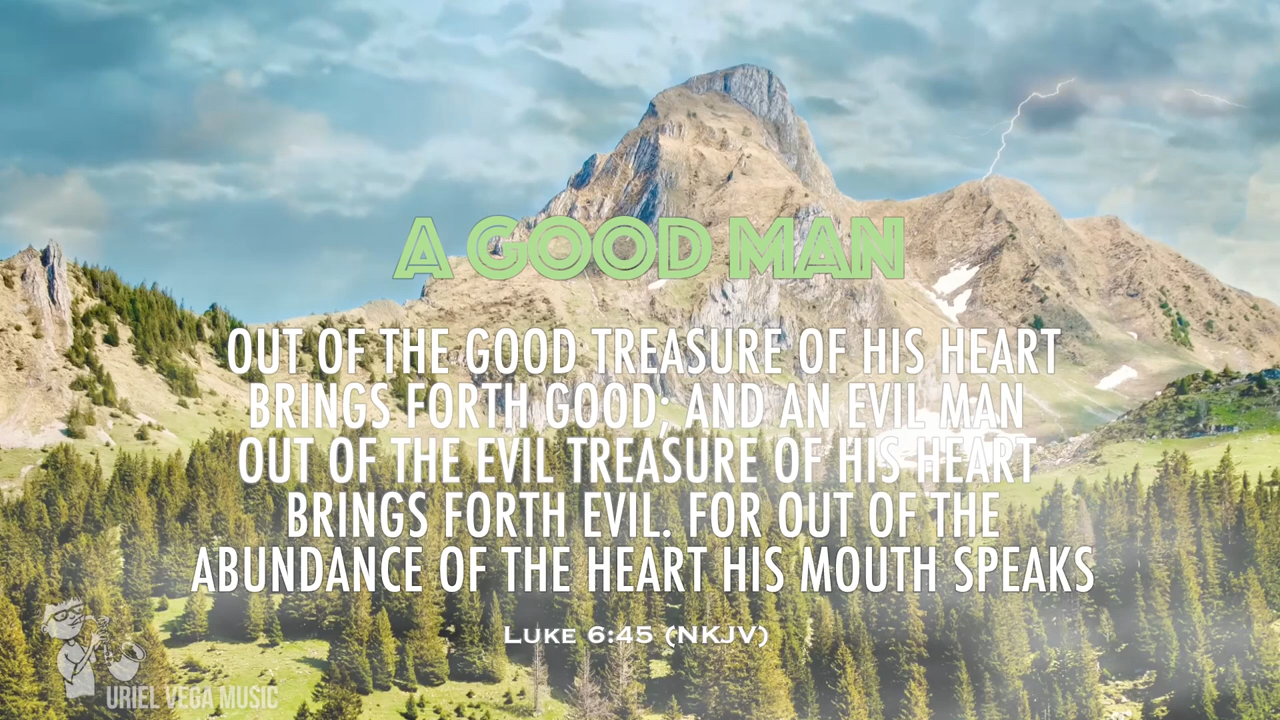 A GOOD MAN
OUT OF THE GOOD TREASURE OF HIS HEART
BRINGS FORTH GOOD; AND AN EVIL MAN
OUT OF THE EVIL TREASURE OF HIS HEART
BRINGS FORTH EVIL. FOR OUT OF THE
ABUNDANCE OF THE HEART HIS MOUTH SPEAKS
Luke 6:45 (NKJV)
URIEL VEGA MUSIC